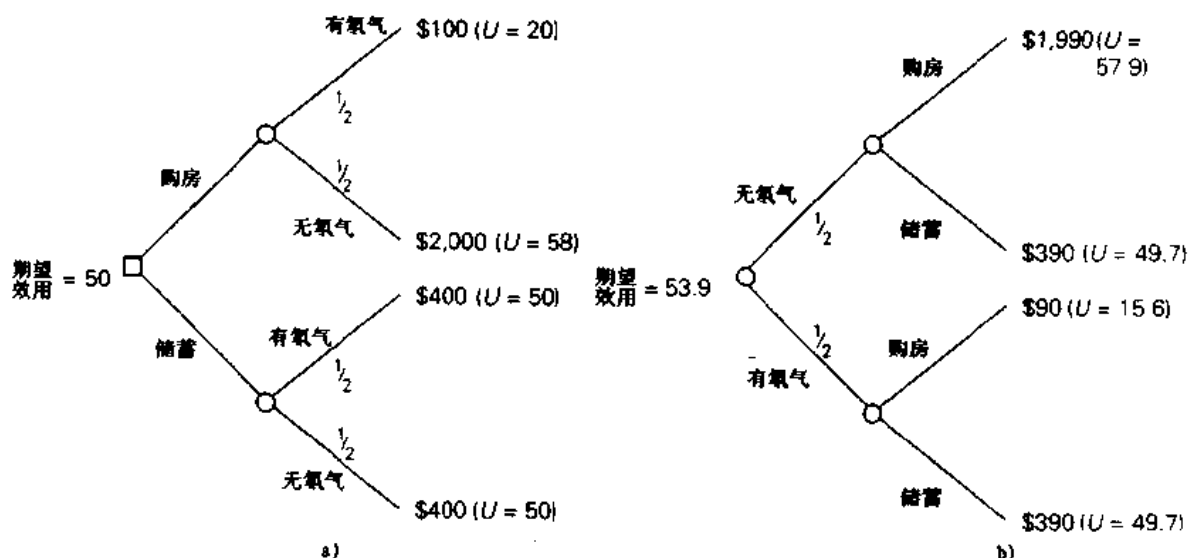 有氧气
$100 (U = 20)
1/2
购房
1/2
无氧气
$2,000 (U = 58)
期望
效用 = 50
$400 (U = 50)
有氧气
储蓄
1/2
1/2
无氧气
$400 (U = 50)
a)
$1,990(U =
57 9)
购房
无氧气
1/2
储蓄
$390 (U = 49.7)
期望
效用 = 53.9
$90 (U = 15 6)
1/2
购房
有氧气
储蓄
$390 (U = 49.7)
b)